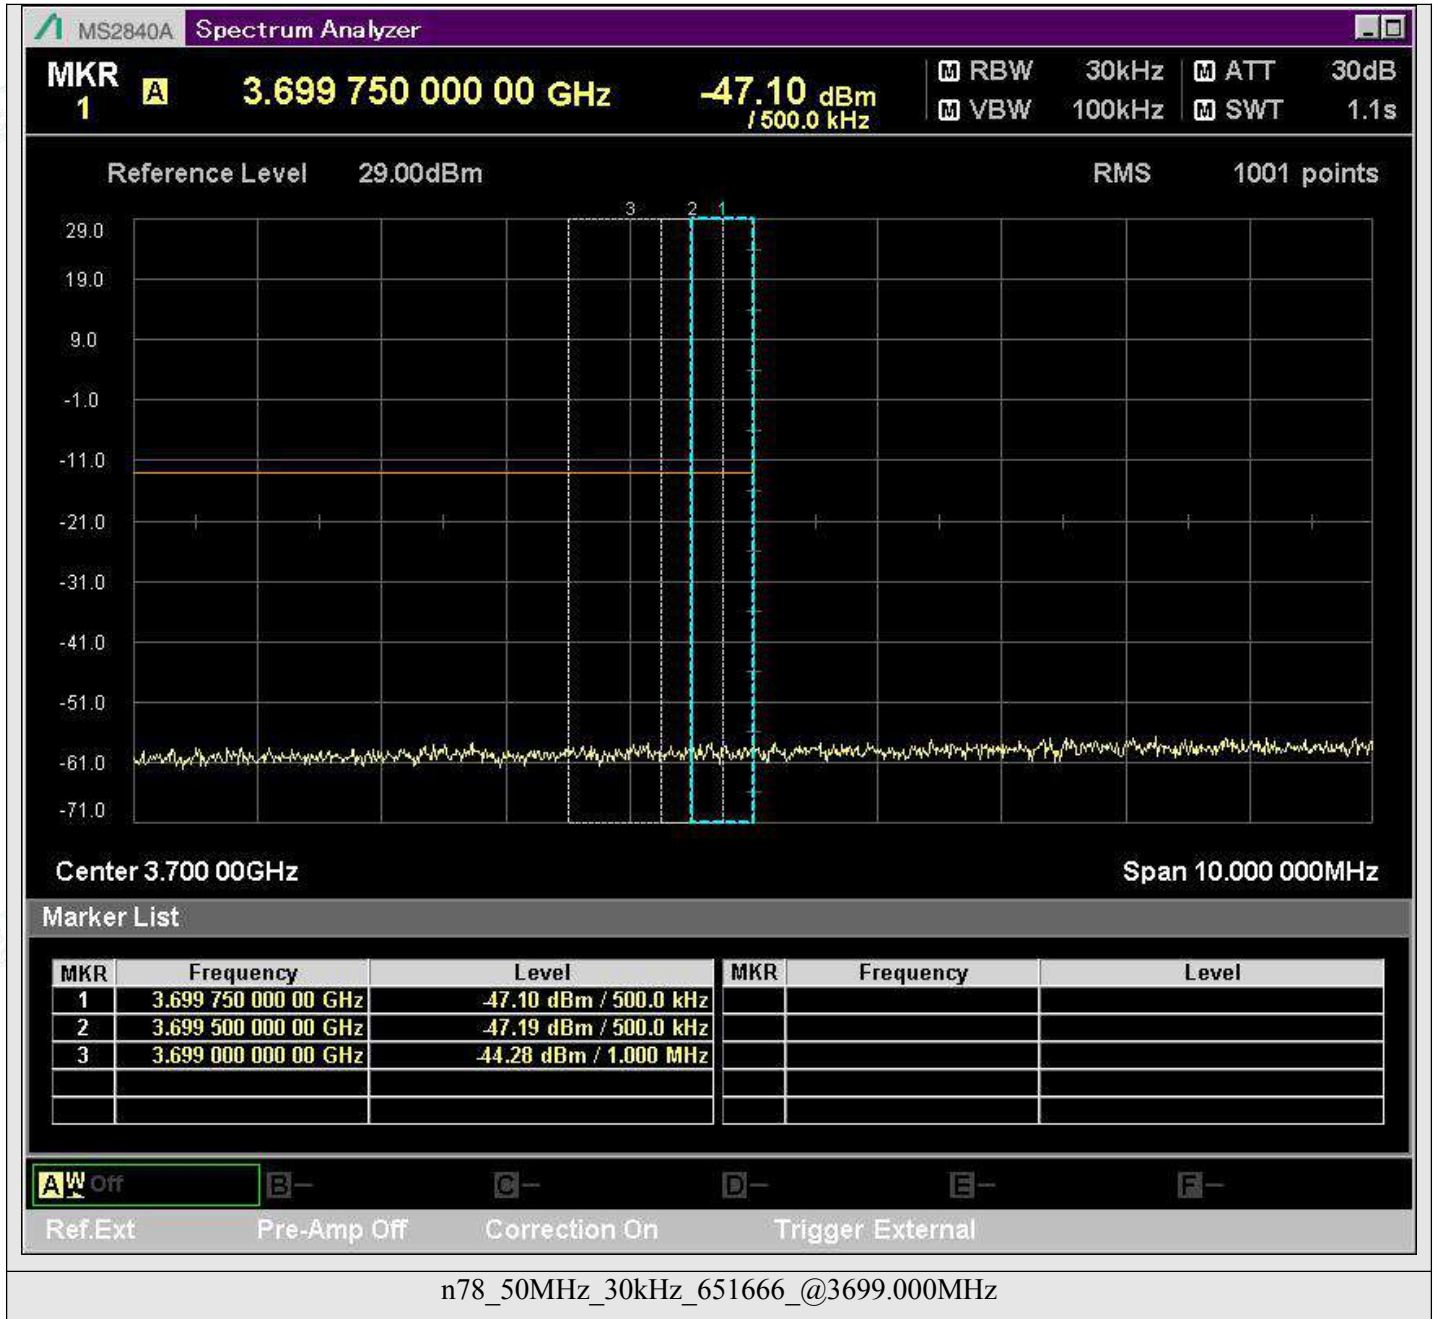 MS2840A Spectrum Analyzer
MKR 1 A 3.699 750 000 00 GHz -47.10 dBm / 500.0 kHz
M RBW 30kHz M ATT 30dB
M VBW 100kHz M SWT 1.1s
Reference Level 29.00dBm RMS 1001 points
3 2 1
29.0
19.0
9.0
-1.0
-11.0
-21.0
-31.0
-41.0
-51.0
-61.0
-71.0
Center 3.700 00GHz Span 10.000 000MHz
Marker List
MKR Frequency Level MKR Frequency Level
1 3.699 750 000 00 GHz -47.10 dBm / 500.0 kHz
2 3.699 500 000 00 GHz -47.19 dBm / 500.0 kHz
3 3.699 000 000 00 GHz -44.28 dBm / 1.000 MHz
A W Off B – C – D – E – F –
Ref.Ext Pre-Amp Off Correction On Trigger External
n78_50MHz_30kHz_651666_@3699.000MHz